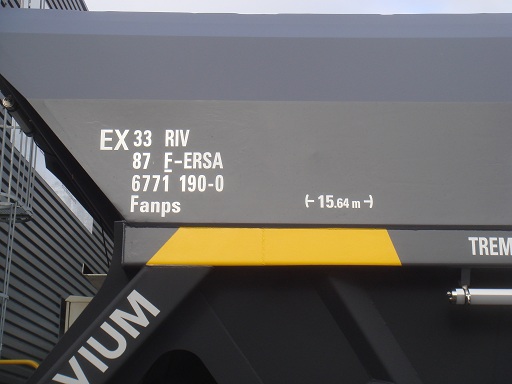 EX 33 RIV
87 F-ERSA
6771 190-0
Fanps
15.64 m
TREM
VIUM